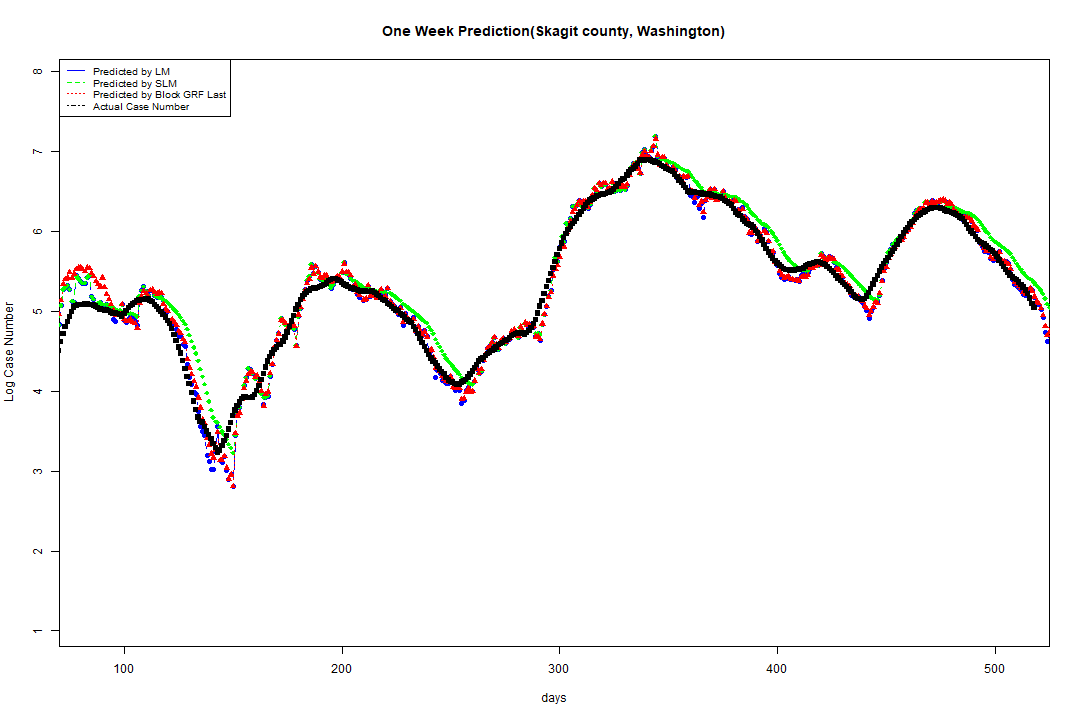 One Week Prediction(Skagit county, Washington)
Predicted by LM
Predicted by SLM
Predicted by Block GRF Last
Actual Case Number
8
7
6
5
4
3
2
1
Log Case Number
100 200 300 400 500
days